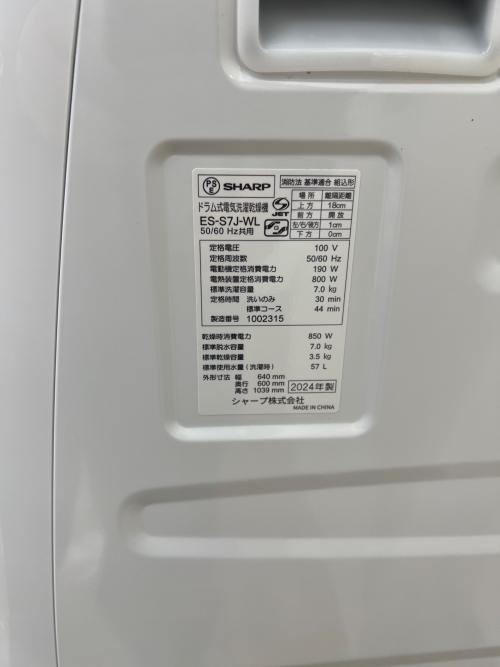 PS E SHARP
消防法 基準適合 組込形
ドラム式電気洗濯乾燥機
ES-S7J-WL
50/60 Hz共用
JET
場所 離隔距離
上方 18cm
前方 開放
左/右/後方 1cm
下方 0cm
定格電圧 100 V
定格周波数 50/60 Hz
電動機定格消費電力 190 W
電熱装置定格消費電力 800 W
標準洗濯容量 7.0 kg
定格時間 洗いのみ 30 min
標準コース 44 min
製造番号 1002315
乾燥時消費電力 850 W
標準脱水容量 7.0 kg
標準乾燥容量 3.5 kg
標準使用水量(洗濯時) 57 L
外形寸法 幅 640 mm
奥行 600 mm
高さ 1039 mm
2024年製
シャープ株式会社
MADE IN CHINA